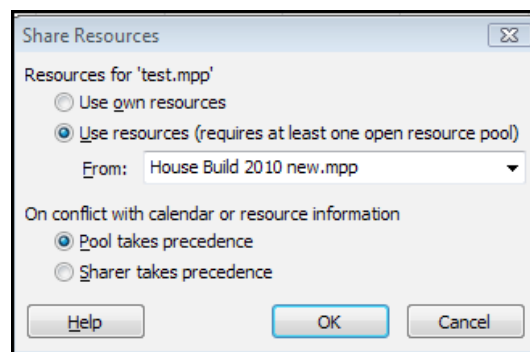 Share Resources
Resources for 'test.mpp'
Use own resources
Use resources (requires at least one open resource pool)
From: House Build 2010 new.mpp
On conflict with calendar or resource information
Pool takes precedence
Sharer takes precedence
Help OK Cancel